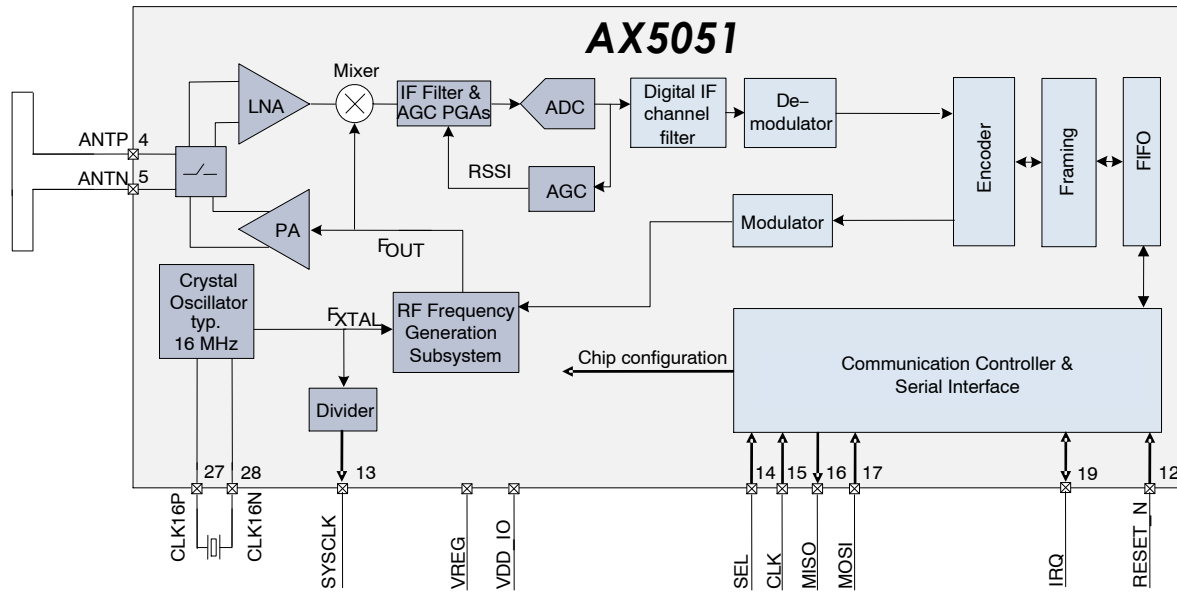 AX5051
Mixer
LNA
IF Filter &
AGC PGAs
ADC
Digital IF
channel
filter
De-
modulator
Encoder
Framing
FIFO
ANTP 4
ANTN 5
RSSI
AGC
PA
FOUT
Modulator
Crystal
Oscillator
typ.
16 MHz
FXTAL
RF Frequency
Generation
Subsystem
Chip configuration
Communication Controller &
Serial Interface
Divider
27
28
13
14
15
16
17
19
12
CLK16P
CLK16N
SYSCLK
VREG
VDD_IO
SEL
CLK
MISO
MOSI
IRQ
RESET_N